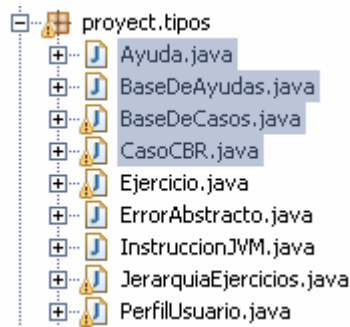 proyect.tipos
Ayuda.java
BaseDeAyudas.java
BaseDeCasos.java
CasoCBR.java
Ejercicio.java
ErrorAbstracto.java
InstruccionJVM.java
JerarquiaEjercicios.java
PerfilUsuario.java